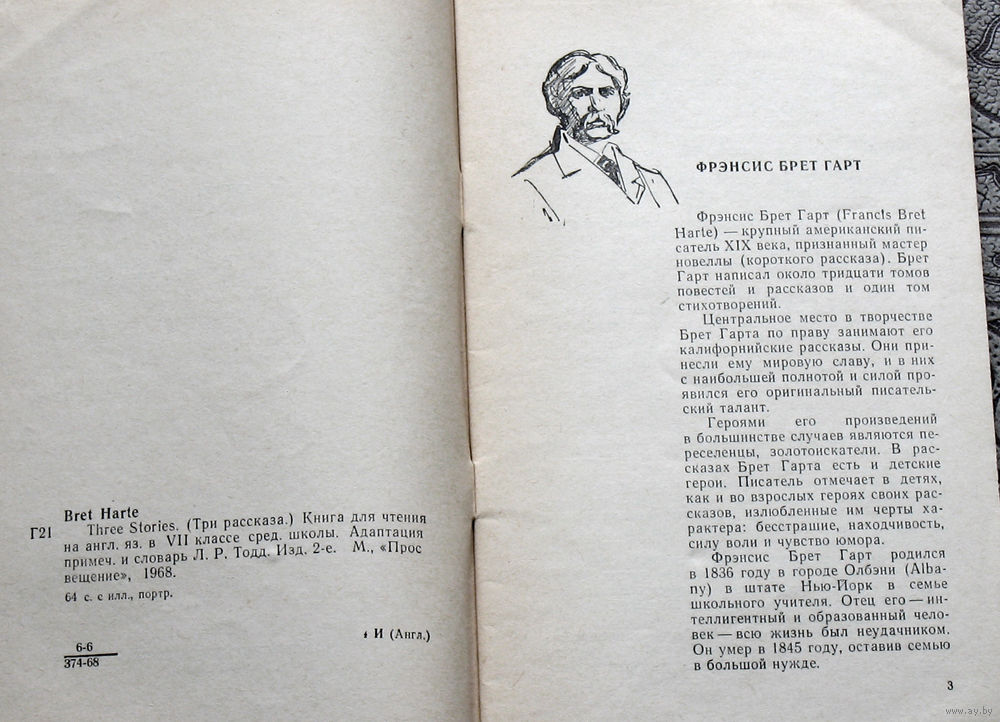 Bret Harte
Г21 Three Stories. (Три рассказа.) Книга для чтения
на англ. яз. в VII классе сред. школы. Адаптация
примеч. и словарь Л. Р. Тодд. Изд. 2-е. М., «Прос
вещение», 1968.
64 с. с илл., портр.
6-6
374-68
И (Англ.)
ФРЭНСИС БРЕТ ГАРТ
Фрэнсис Брет Гарт (Francis Bret
Harte) — крупный американский пи-
сатель XIX века, признанный мастер
новеллы (короткого рассказа). Брет
Гарт написал около тридцати томов
повестей и рассказов и один том
стихотворений.
Центральное место в творчестве
Брет Гарта по праву занимают его
калифорнийские рассказы. Они при-
несли ему мировую славу, и в них
с наибольшей полнотой и силой про-
явился его оригинальный писатель-
ский талант.
Героями его произведений
в большинстве случаев являются пе-
реселенцы, золотоискатели. В рас-
сказах Брет Гарта есть и детские
герои. Писатель отмечает в детях,
как и во взрослых героях своих рас-
сказов, излюбленные им черты ха-
рактера: бесстрашие, находчивость,
силу воли и чувство юмора.
Фрэнсис Брет Гарт родился
в 1836 году в городе Олбэни (Alba-
ny) в штате Нью-Йорк в семье
школьного учителя. Отец его — ин-
теллигентный и образованный чело-
век — всю жизнь был неудачником.
Он умер в 1845 году, оставив семью
в большой нужде.
3
www.ay.by